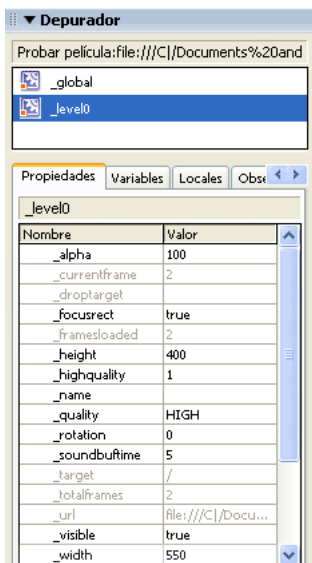 Depurador
Probar película:file:///C|/Documents%20and
_global
_level0
Propiedades Variables Locales Obse
_level0
Nombre Valor
_alpha 100
_currentframe 2
_droptarget
_focusrect true
_framesloaded 2
_height 400
_highquality 1
_name
_quality HIGH
_rotation 0
_soundbuftime 5
_target /
_totalframes 2
_url file:///C|/Docu...
_visible true
_width 550